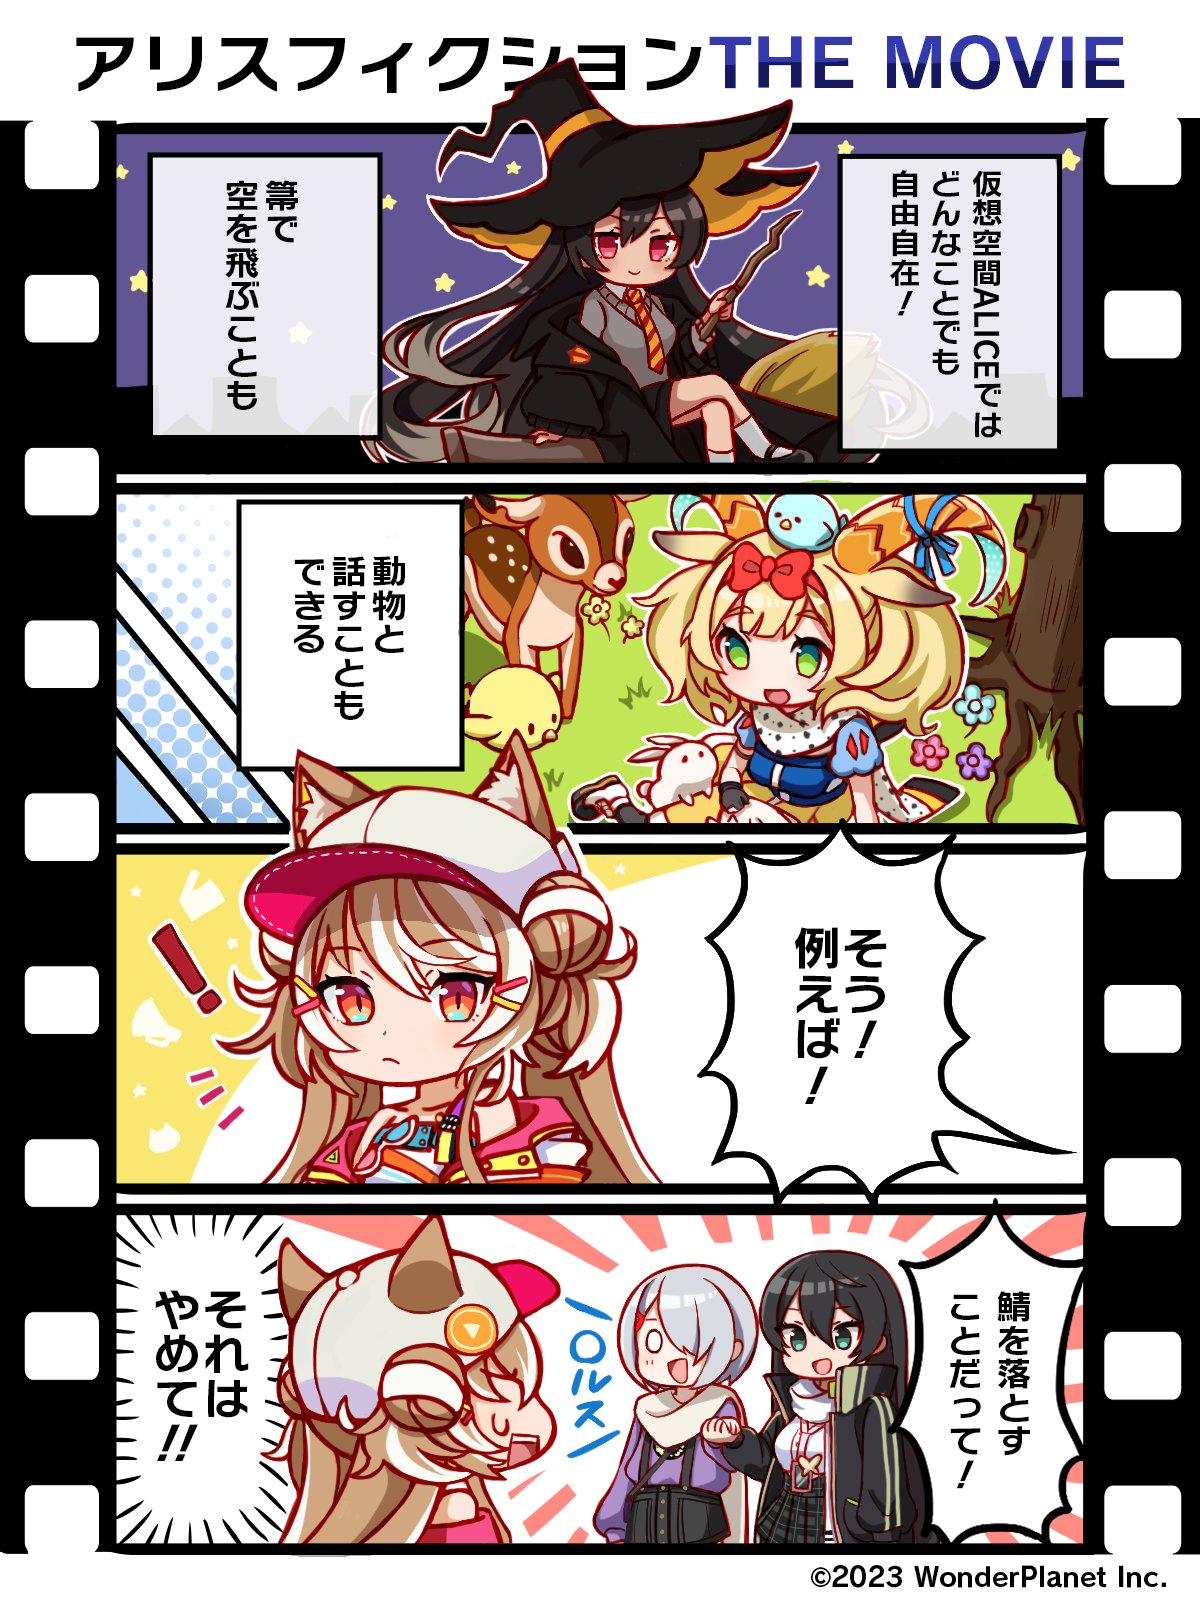 アリスフィクションTHE MOVIE
仮想空間ALICEでは
どんなことでも
自由自在！
箒で
空を飛ぶことも
動物と
話すことも
できる
そう！
例えば！
鯖を落とす
ことだって！
〇ルス
それは
やめて!!
©2023 WonderPlanet Inc.